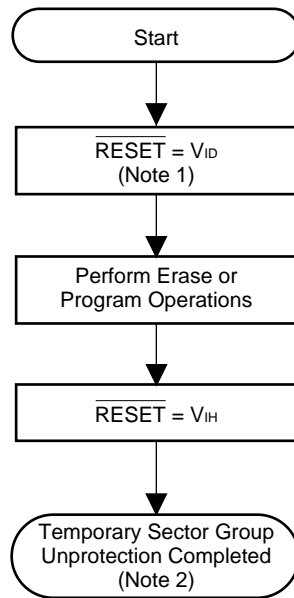 Start
RESET = VID
(Note 1)
Perform Erase or
Program Operations
RESET = VIH
Temporary Sector Group
Unprotection Completed
(Note 2)